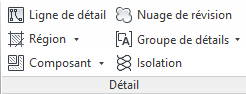 Ligne de détail
Nuage de révision
Région
Groupe de détails
Composant
Isolation
Détail